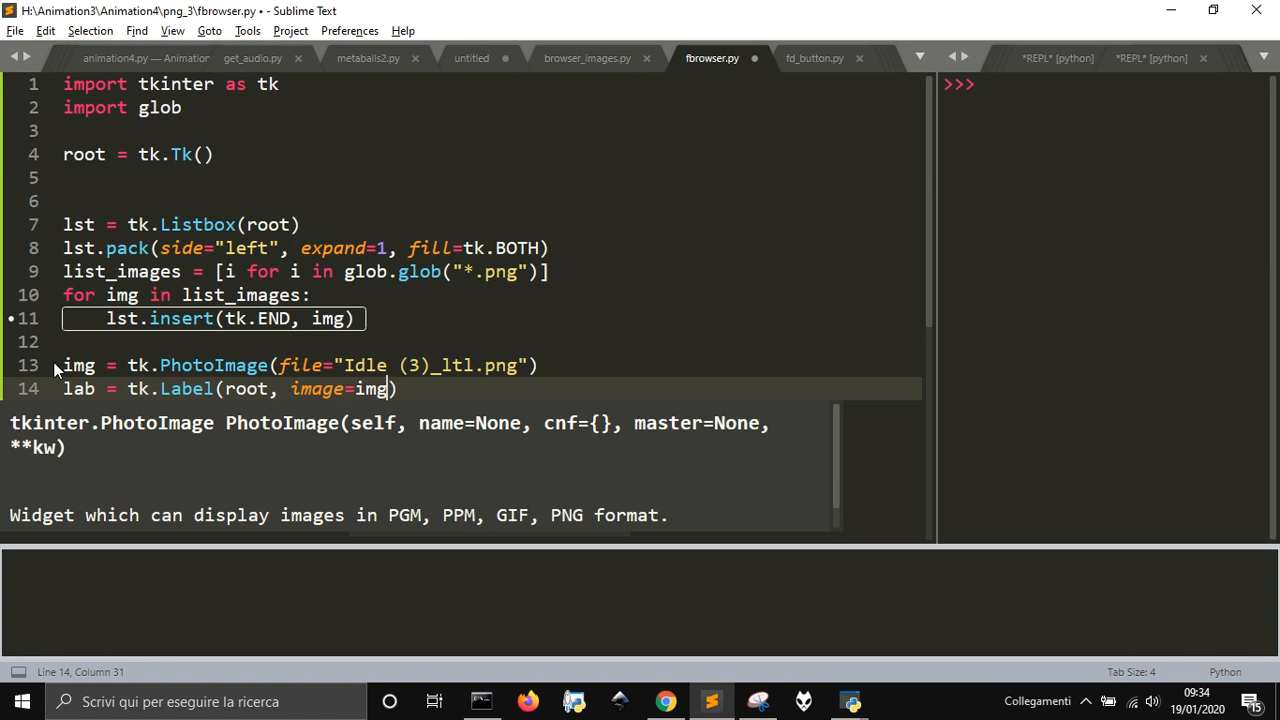 H:\Animation3\Animation4\png_3\fbrowser.py • - Sublime Text
File Edit Selection Find View Goto Tools Project Preferences Help
animation4.py — Animation get_audio.py metaballs2.py untitled browser_images.py fbrowser.py fd_button.py *REPL* [python] *REPL* [python]
1 import tkinter as tk
2 import glob
3
4 root = tk.Tk()
5
6
7 lst = tk.Listbox(root)
8 lst.pack(side="left", expand=1, fill=tk.BOTH)
9 list_images = [i for i in glob.glob("*.png")]
10 for img in list_images:
11 lst.insert(tk.END, img)
12
13 img = tk.PhotoImage(file="Idle (3)_ltl.png")
14 lab = tk.Label(root, image=img)
>>>
tkinter.PhotoImage PhotoImage(self, name=None, cnf={}, master=None,
**kw)
Widget which can display images in PGM, PPM, GIF, PNG format.
Line 14, Column 31 Tab Size: 4 Python
Scrivi qui per eseguire la ricerca Collegamenti 09:34
19/01/2020 15